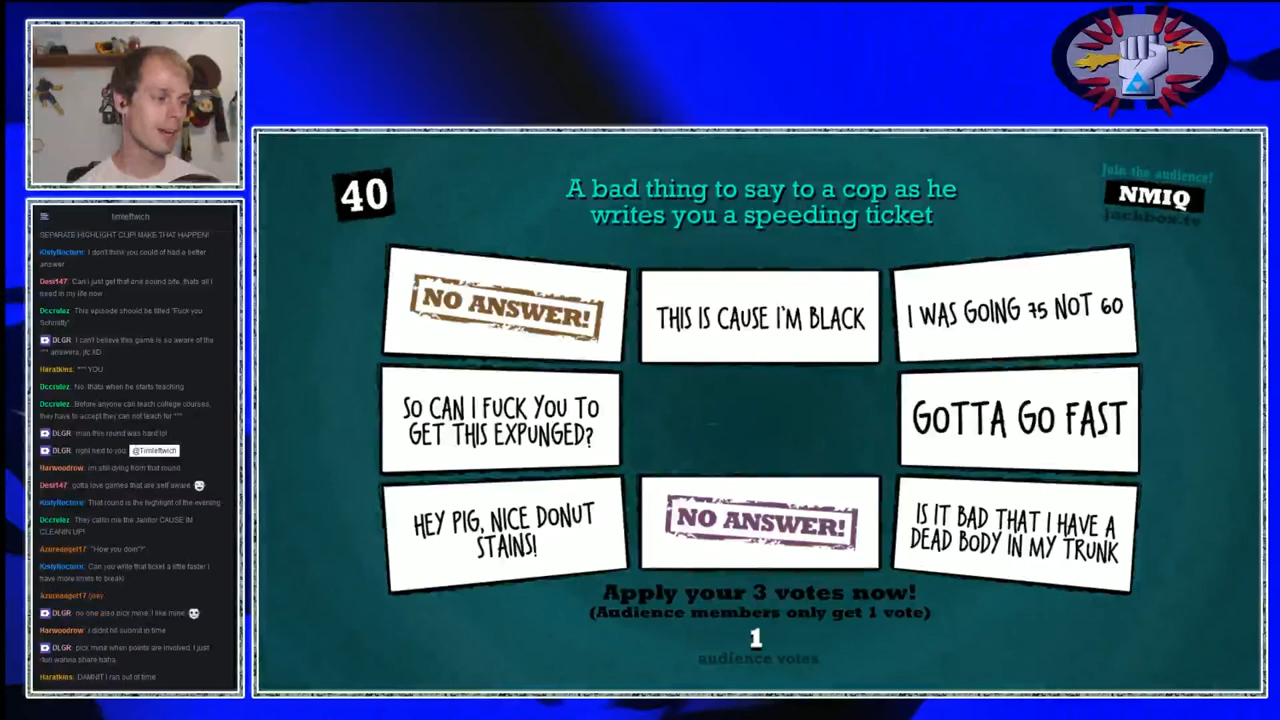 timleftwich
SEPARATE HIGHLIGHT CLIP! MAKE THAT HAPPEN!
KristyNocturn: I don't think you could of had a better
answer
Desi147: Can i just get that one sound bite, thats all I
need in my life now
Dccrulez: This episode should be titled "Fuck you
Schmitty"
DLGR: I can't believe this game is so aware of the
*** answers, jfc XD
Haratkins: *** YOU
Dccrulez: No, thats when he starts teaching
Dccrulez: Before anyone can teach college courses,
they have to accept they can not teach for ***
DLGR: man this round was hard lol
DLGR: right next to you @Timleftwich
Harwoodrow: im still dying from that round
Desi147: gotta love games that are self aware
KristyNocturn: That round is the highlight of the evening
Dccrulez: They callin me the Janitor CAUSE IM
CLEANIN UP!
Azureangel17: "How you doin?"
KristyNocturn: Can you write that ticket a little faster I
have more limits to break!
Azureangel17: /joey
DLGR: no one also pick mine, I like mine
Harwoodrow: i didnt hit submit in time
DLGR: pick mine when points are involved, I just
don wanna share haha
Haratkins: DAMNIT I ran out of time
40
A bad thing to say to a cop as he
writes you a speeding ticket
Join the audience!
NMIQ
jackbox.tv
NO ANSWER!
THIS IS CAUSE I'M BLACK
I WAS GOING 75 NOT 60
SO CAN I FUCK YOU TO
GET THIS EXPUNGED?
GOTTA GO FAST
HEY PIG, NICE DONUT
STAINS!
NO ANSWER!
IS IT BAD THAT I HAVE A
DEAD BODY IN MY TRUNK
Apply your 3 votes now!
(Audience members only get 1 vote)
1
audience votes